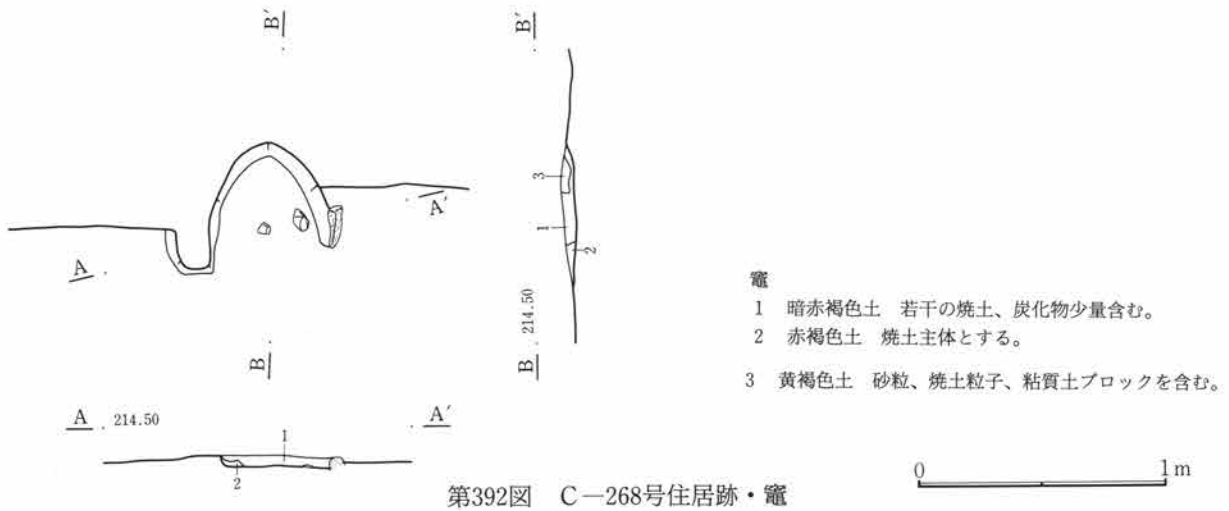 B′
B′
A
A′
3
1
2
B
B 214.50
A 214.50
A′
1
2
竈
1 暗赤褐色土 若干の焼土、炭化物少量含む。
2 赤褐色土 焼土主体とする。
3 黄褐色土 砂粒、焼土粒子、粘質土ブロックを含む。
0 1m
第392図 C−268号住居跡・竈